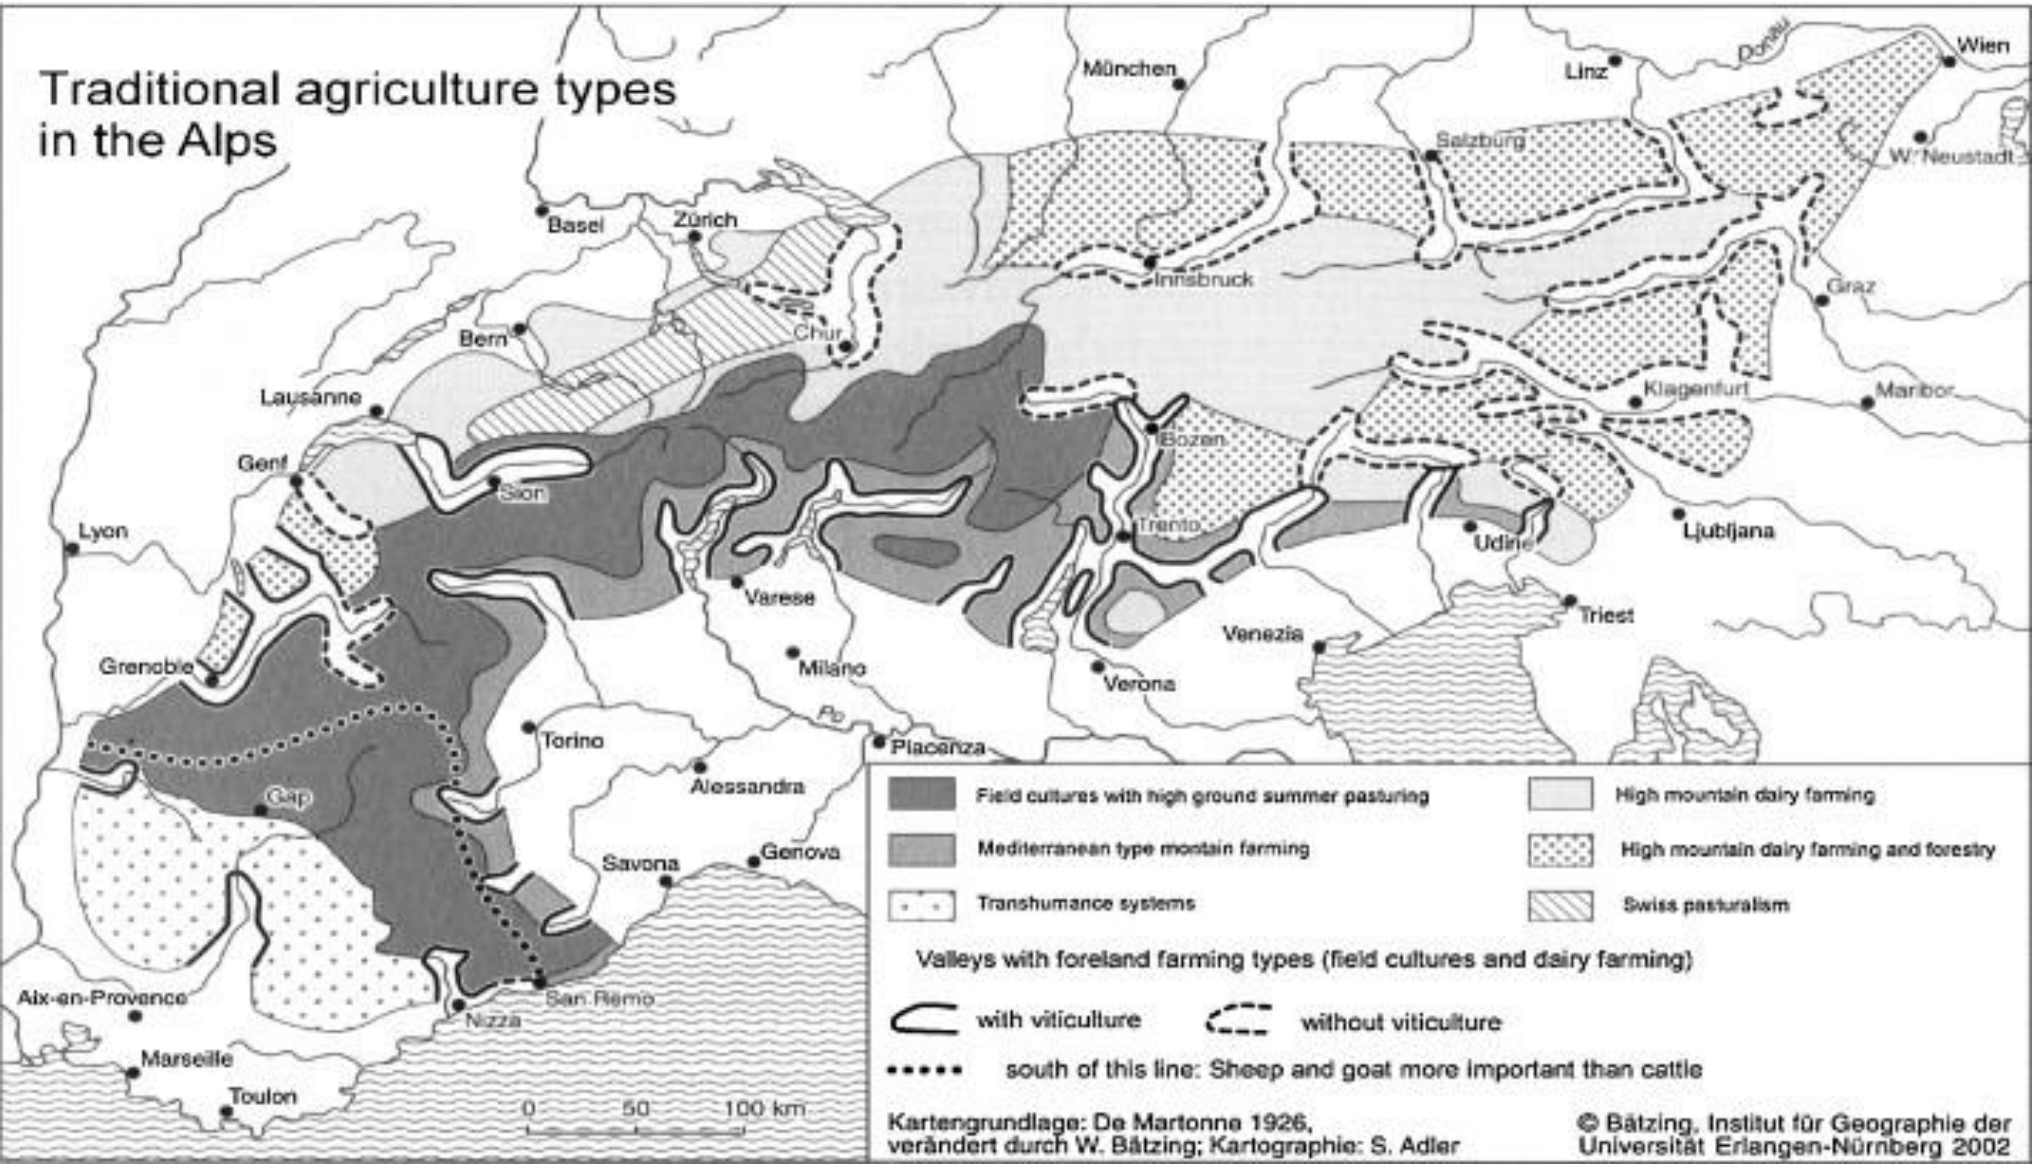 Traditional agriculture types
in the Alps
Donau
Wien
München
Linz
Salzburg
W. Neustadt
Basel
Zürich
Innsbruck
Graz
Bern
Chur
Klagenfurt
Maribor
Lausanne
Bozen
Genf
Sion
Lyon
Trento
Udine
Ljubljana
Varese
Triest
Venezia
Grenoble
Milano
Verona
Po
Torino
Piacenza
Alessandra
Gap
Savona
Genova
Aix-en-Provence
San Remo
Nizza
Marseille
Toulon
0 50 100 km
Field cultures with high ground summer pasturing
Mediterranean type montain farming
Transhumance systems
High mountain dairy farming
High mountain dairy farming and forestry
Swiss pasturalism
Valleys with foreland farming types (field cultures and dairy farming)
with viticulture
without viticulture
south of this line: Sheep and goat more important than cattle
Kartengrundlage: De Martonne 1926,
verändert durch W. Bätzing; Kartographie: S. Adler
© Bätzing, Institut für Geographie der
Universität Erlangen-Nürnberg 2002